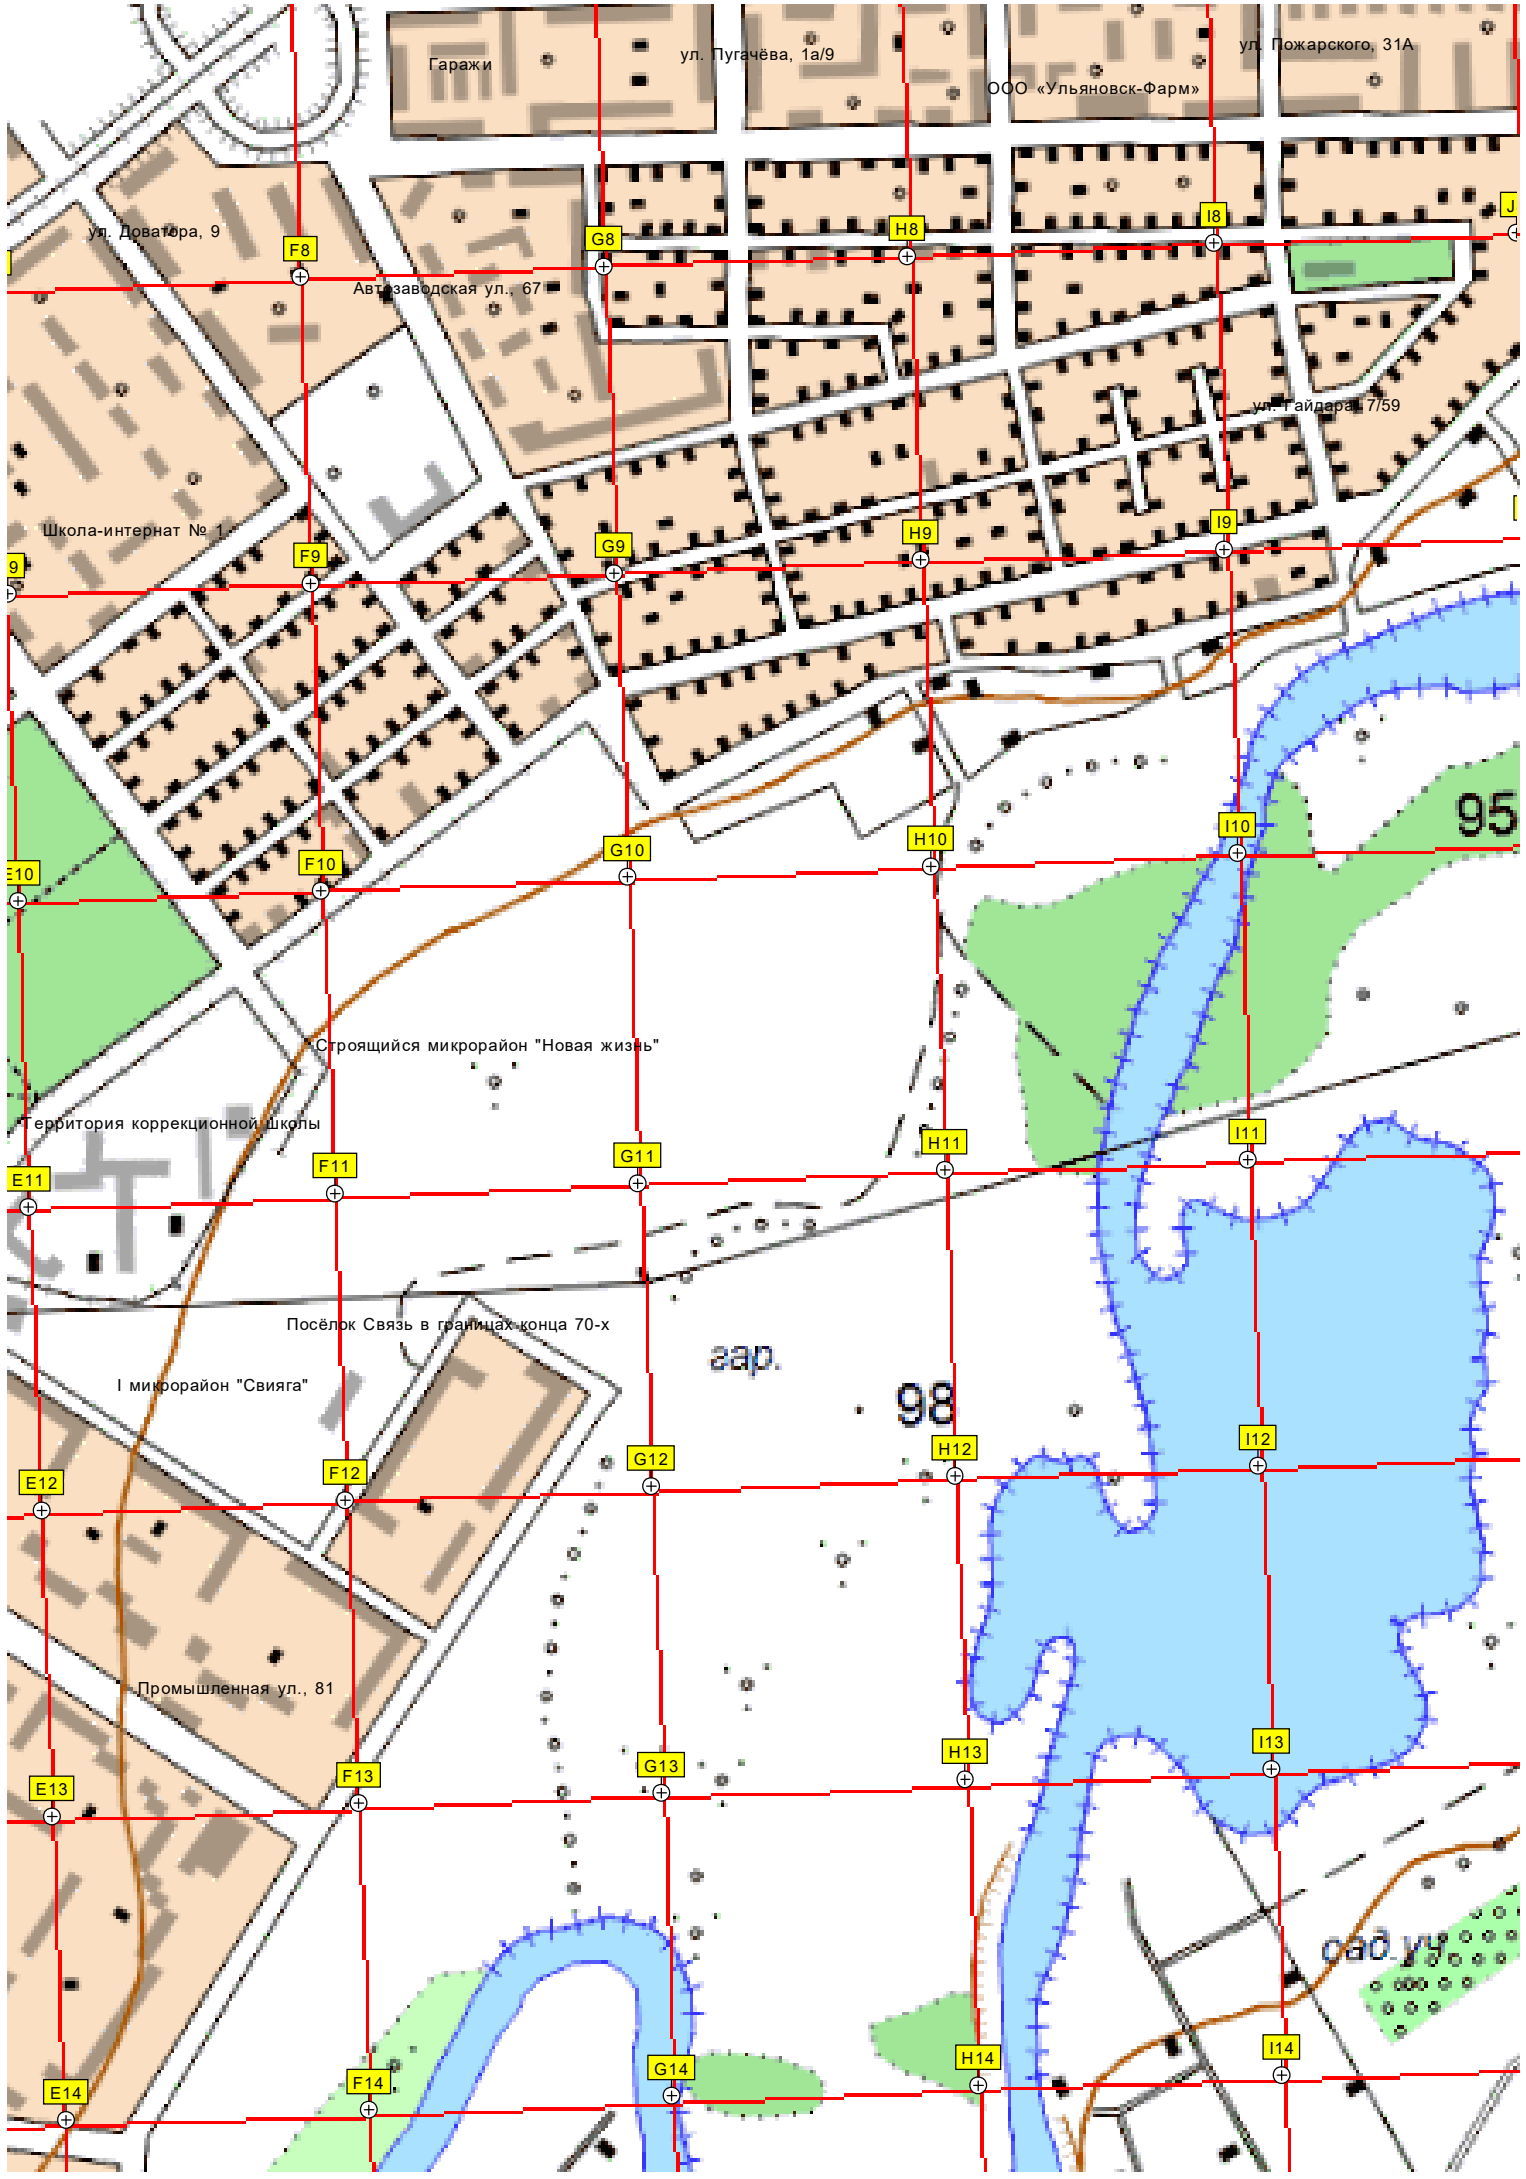 Гаражи
ул. Пугачёва, 1а/9
ул. Пожарского, 31А
ООО «Ульяновск-Фарм»
ул. Доватора, 9
F8
G8
H8
I8
J
Автозаводская ул., 67
ул. Гайдара, 7/59
Школа-интернат № 1
9
F9
G9
H9
I9
95
E10
F10
G10
H10
I10
Строящийся микрорайон "Новая жизнь"
Территория коррекционной школы
E11
F11
G11
H11
I11
Посёлок Связь в границах конца 70-х
гар.
I микрорайон "Свияга"
98
E12
F12
G12
H12
I12
Промышленная ул., 81
E13
F13
G13
H13
I13
сад.уч.
E14
F14
G14
H14
I14